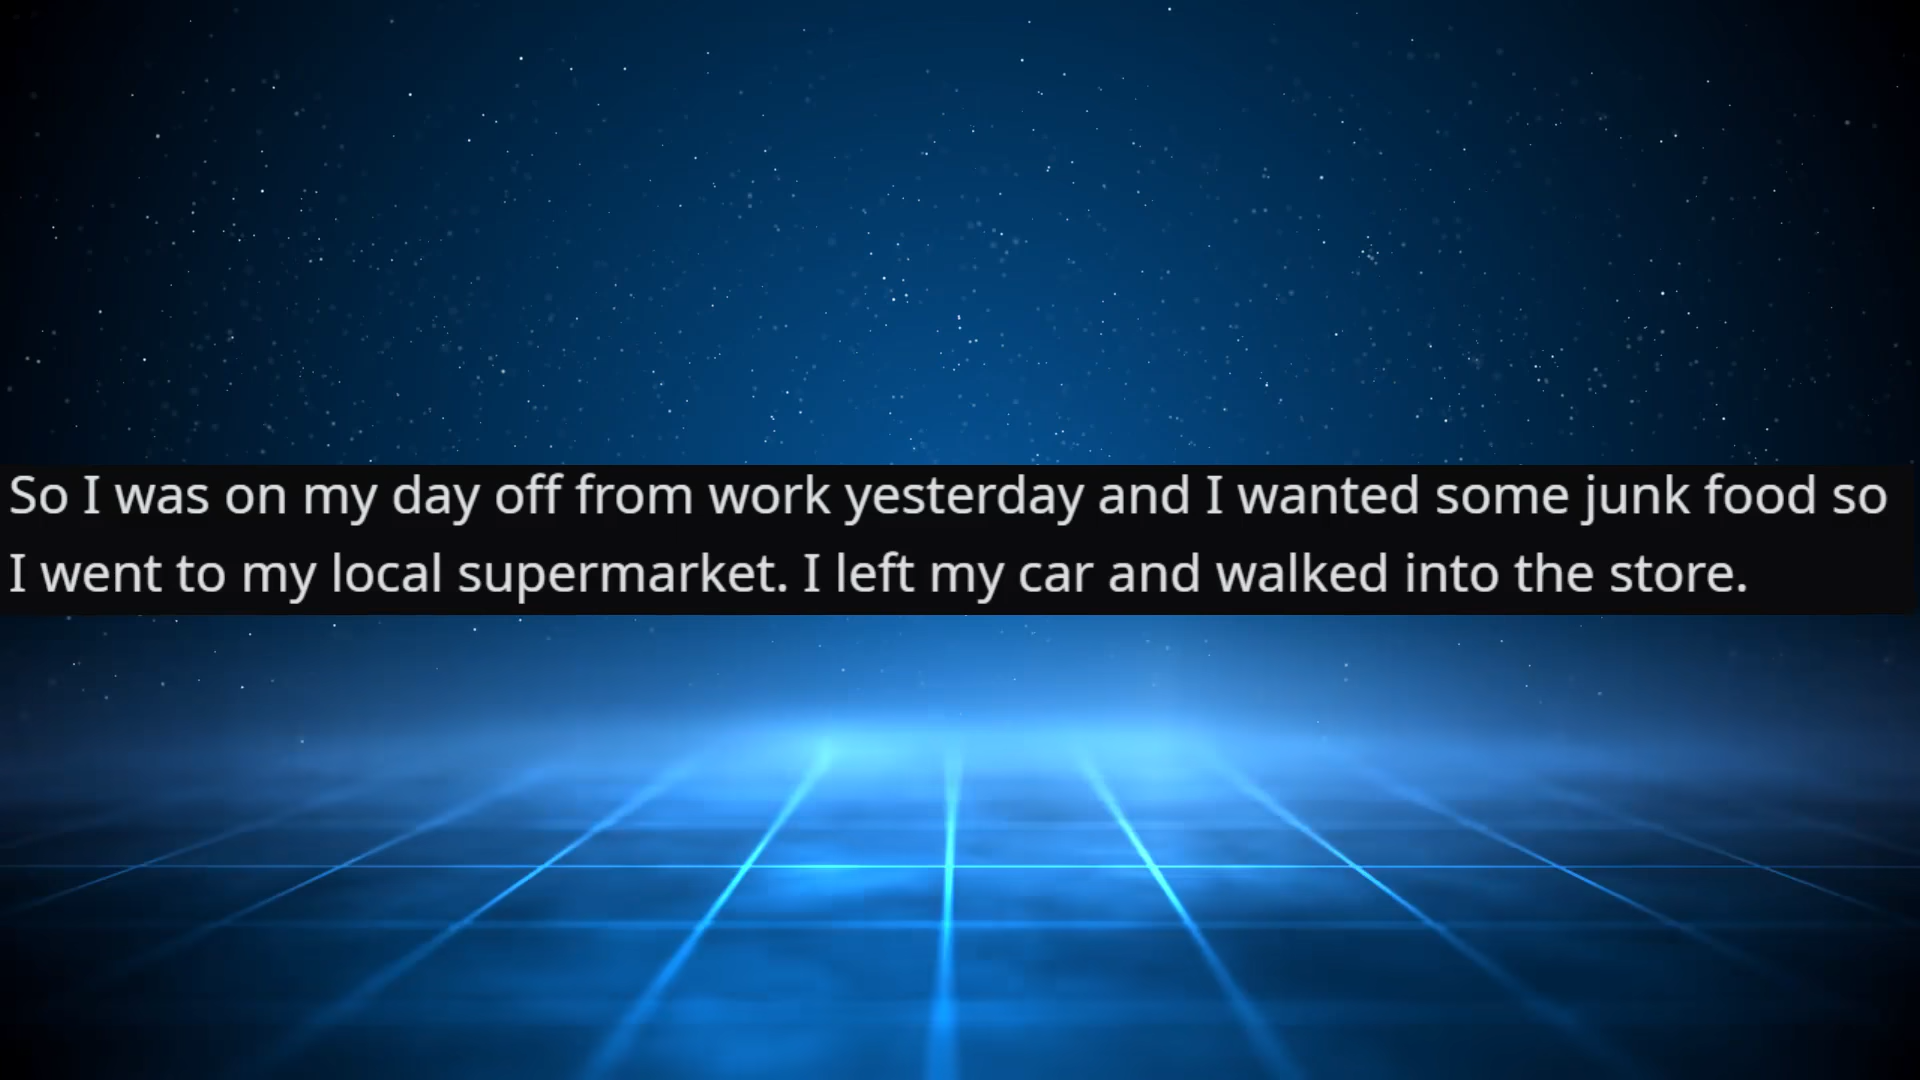 So I was on my day off from work yesterday and I wanted some junk food so
I went to my local supermarket. I left my car and walked into the store.